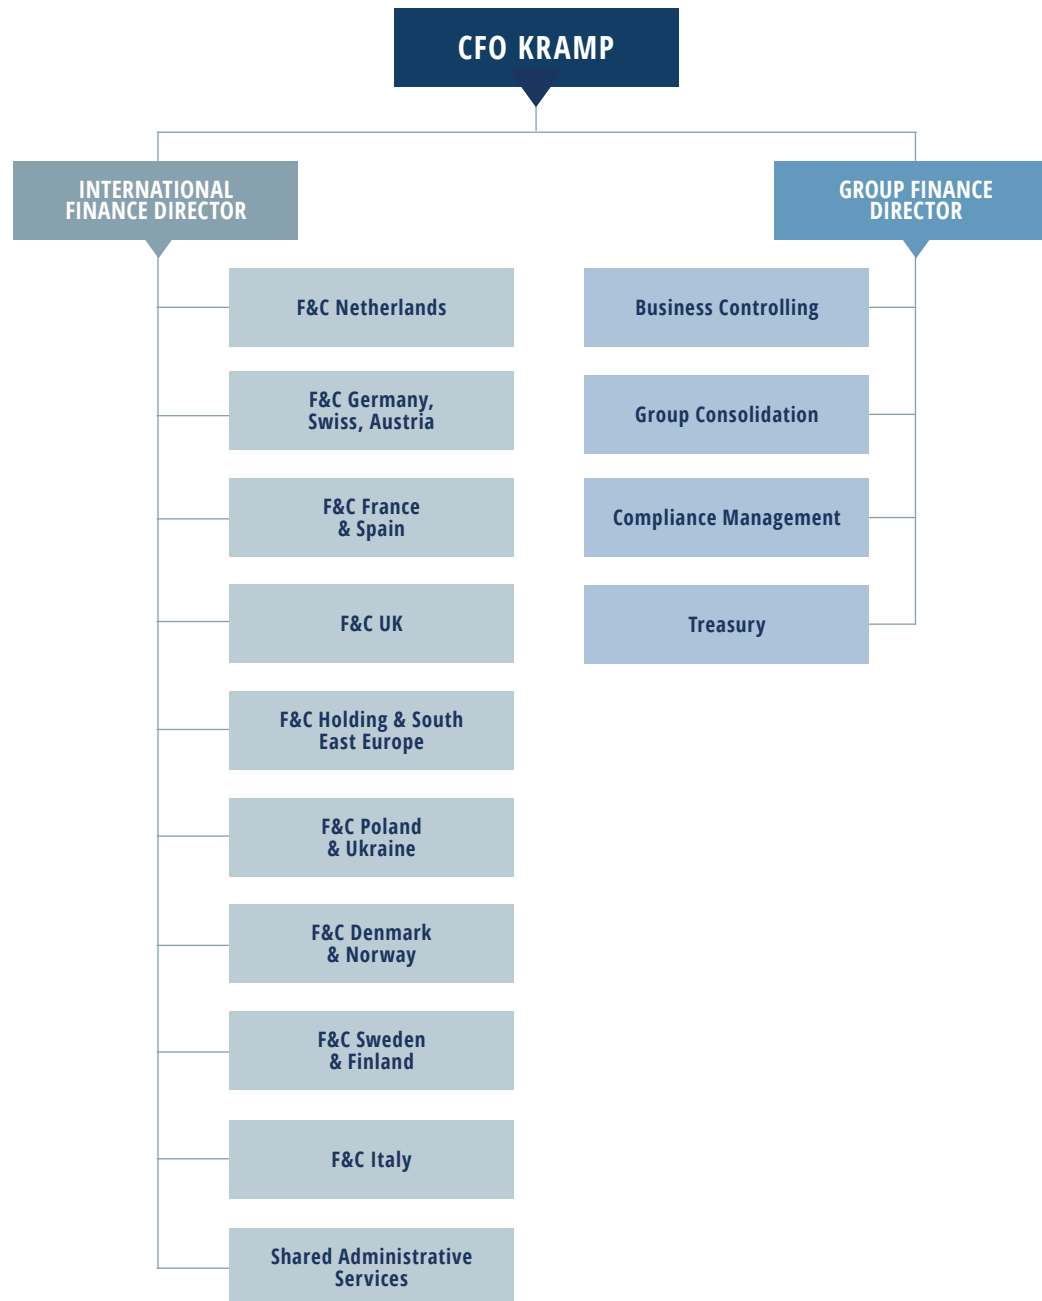 CFO KRAMP
INTERNATIONAL
FINANCE DIRECTOR
GROUP FINANCE
DIRECTOR
F&C Netherlands
F&C Germany,
Swiss, Austria
F&C France
& Spain
F&C UK
F&C Holding & South
East Europe
F&C Poland
& Ukraine
F&C Denmark
& Norway
F&C Sweden
& Finland
F&C Italy
Shared Administrative
Services
Business Controlling
Group Consolidation
Compliance Management
Treasury